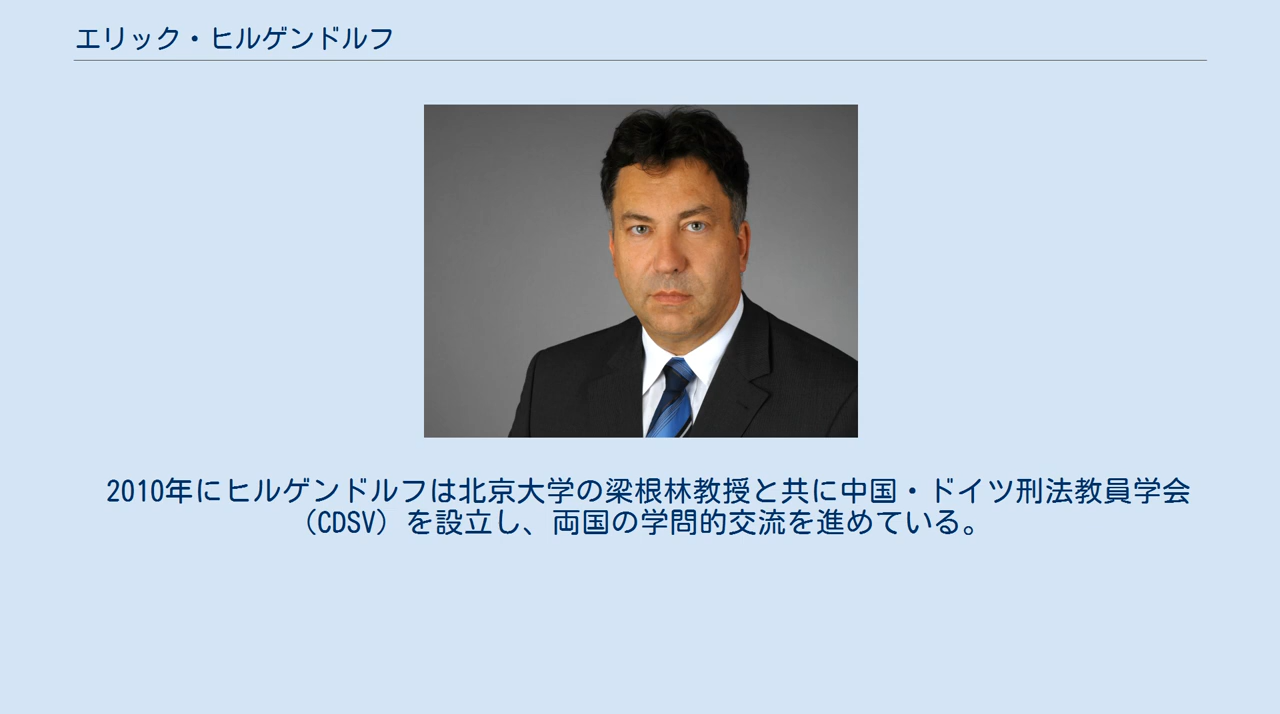 エリック・ヒルゲンドルフ
2010年にヒルゲンドルフは北京大学の梁根林教授と共に中国・ドイツ刑法教員学会
（CDSV）を設立し、両国の学問的交流を進めている。